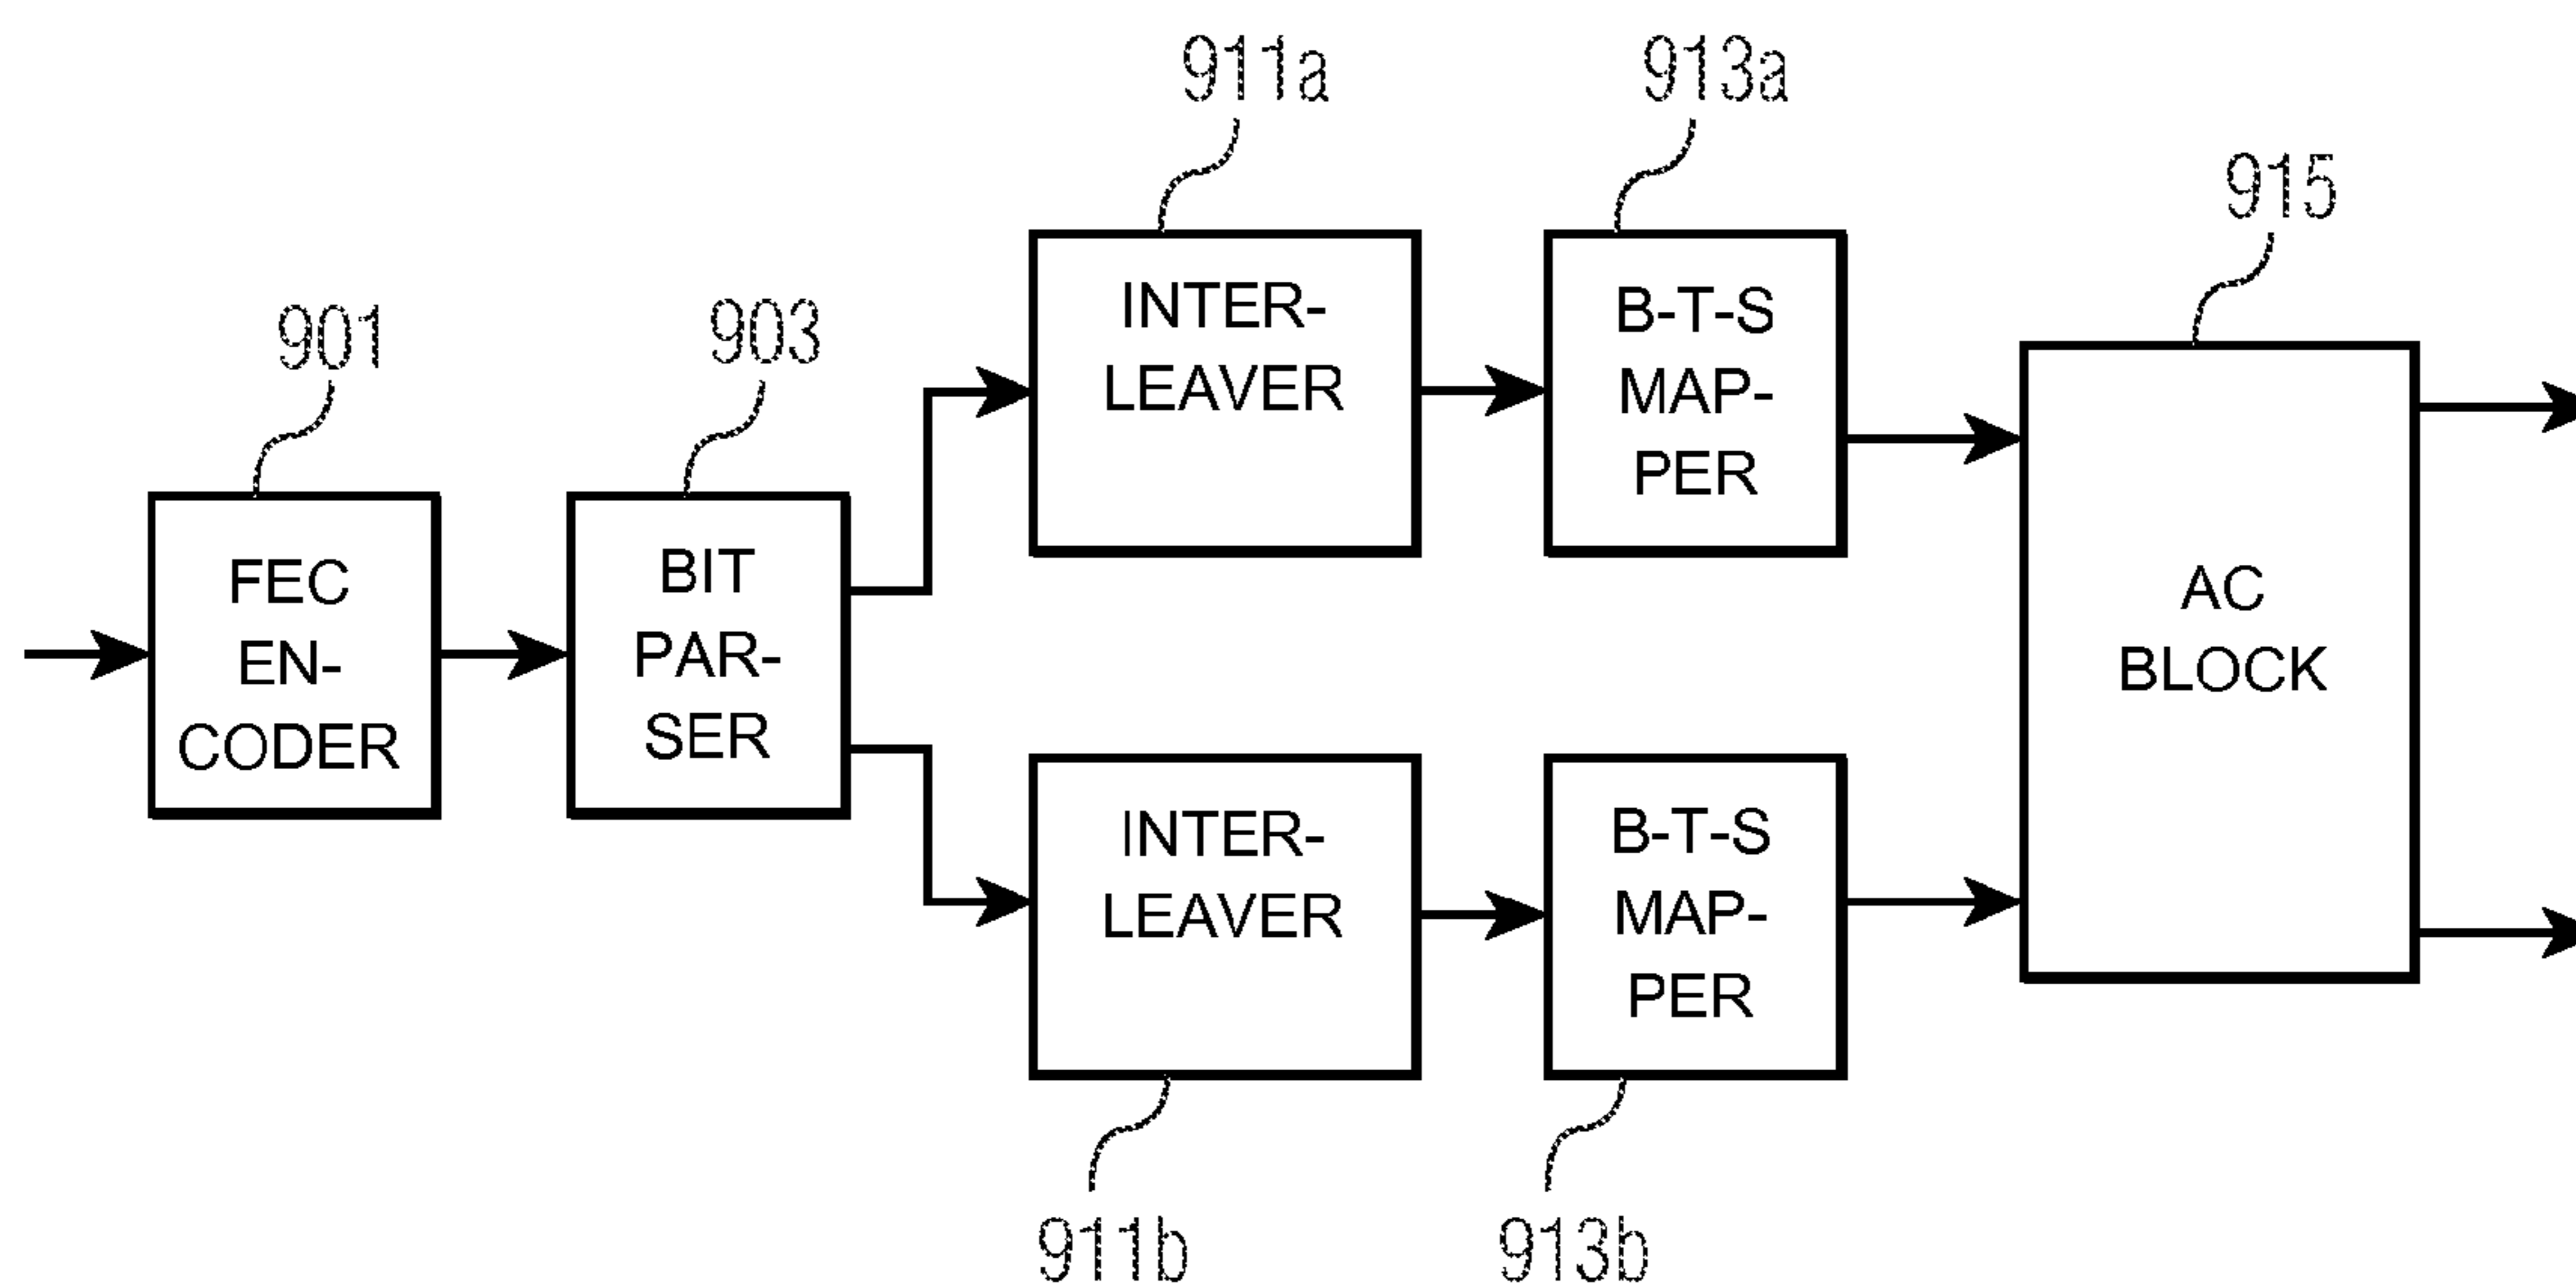 911a
913a
915
901
903
INTER-
LEAVER
B-T-S
MAP-
PER
FEC
EN-
CODER
BIT
PAR-
SER
AC
BLOCK
INTER-
LEAVER
B-T-S
MAP-
PER
911b
913b